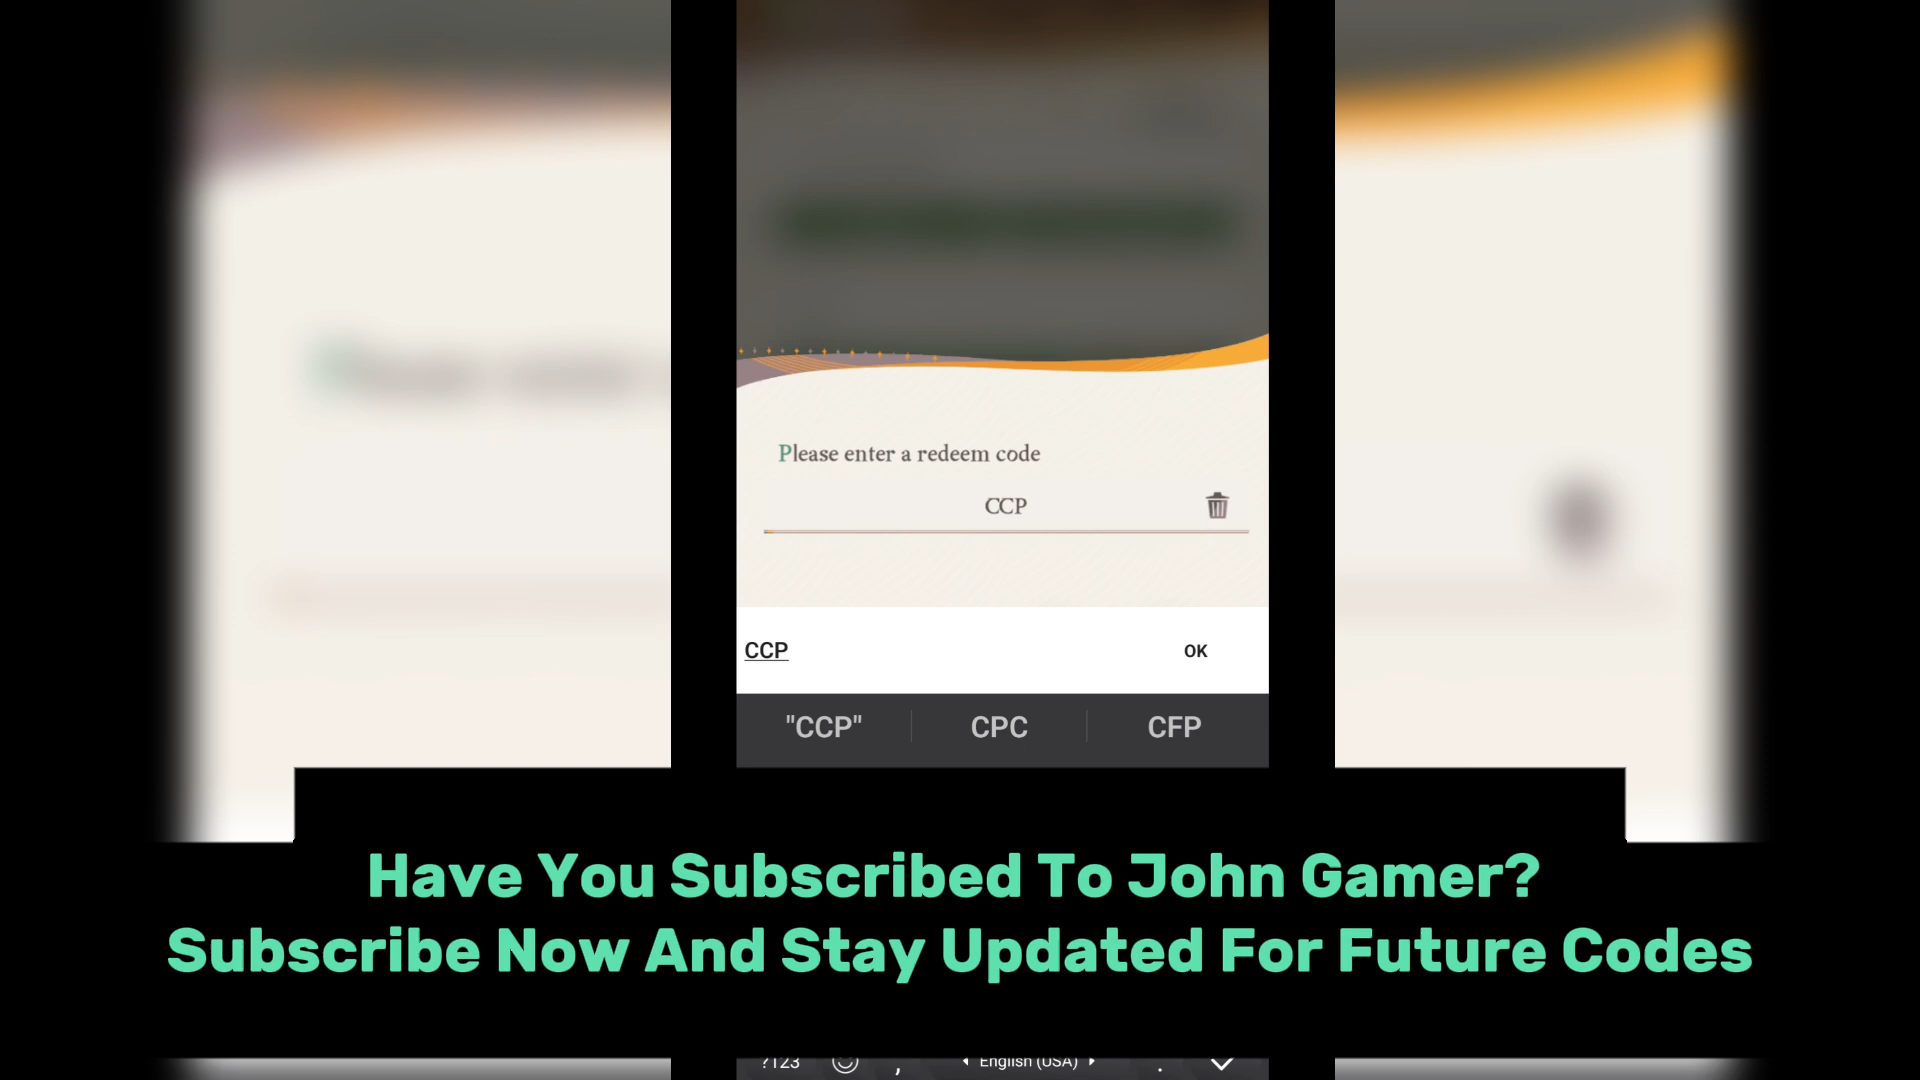 Please enter a redeem code
CCP
CCP
OK
"CCP" CPC CFP
Have You Subscribed To John Gamer?
Subscribe Now And Stay Updated For Future Codes
?123 , English (USA) .